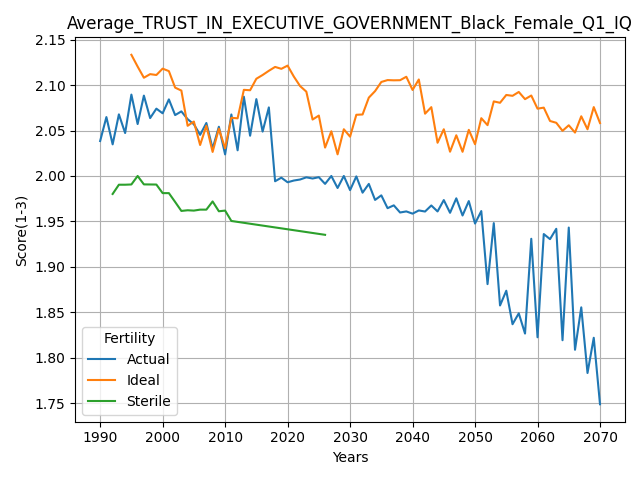 Average_TRUST_IN_EXECUTIVE_GOVERNMENT_Black_Female_Q1_IQ
2.15
2.10
2.05
2.00
1.95
1.90
1.85
1.80
1.75
Score(1-3)
Fertility
Actual
Ideal
Sterile
1990 2000 2010 2020 2030 2040 2050 2060 2070
Years